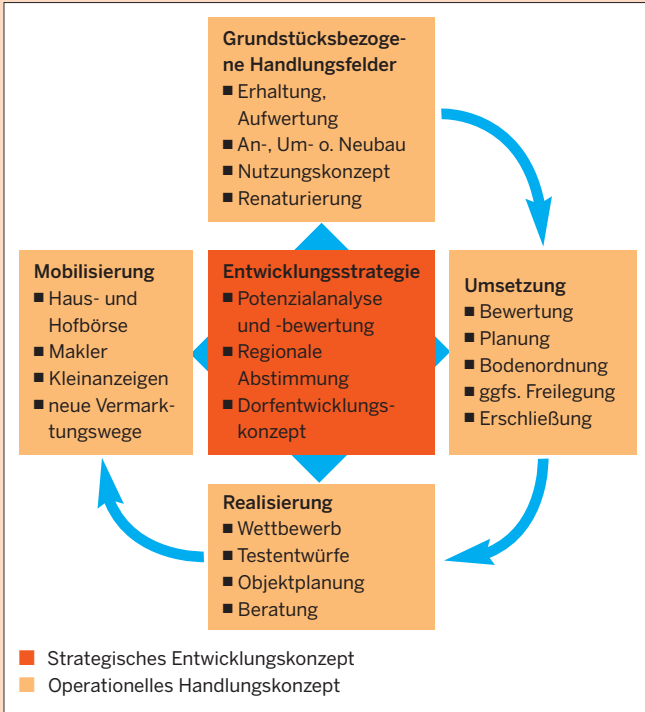 Grundstücksbezoge-
ne Handlungsfelder
■ Erhaltung,
Aufwertung
■ An-, Um- o. Neubau
■ Nutzungskonzept
■ Renaturierung
Mobilisierung
■ Haus- und
Hofbörse
■ Makler
■ Kleinanzeigen
■ neue Vermark-
tungswege
Entwicklungsstrategie
■ Potenzialanalyse
und -bewertung
■ Regionale
Abstimmung
■ Dorfentwicklungs-
konzept
Umsetzung
■ Bewertung
■ Planung
■ Bodenordnung
■ ggfs. Freilegung
■ Erschließung
Realisierung
■ Wettbewerb
■ Testentwürfe
■ Objektplanung
■ Beratung
Strategisches Entwicklungskonzept
Operationelles Handlungskonzept